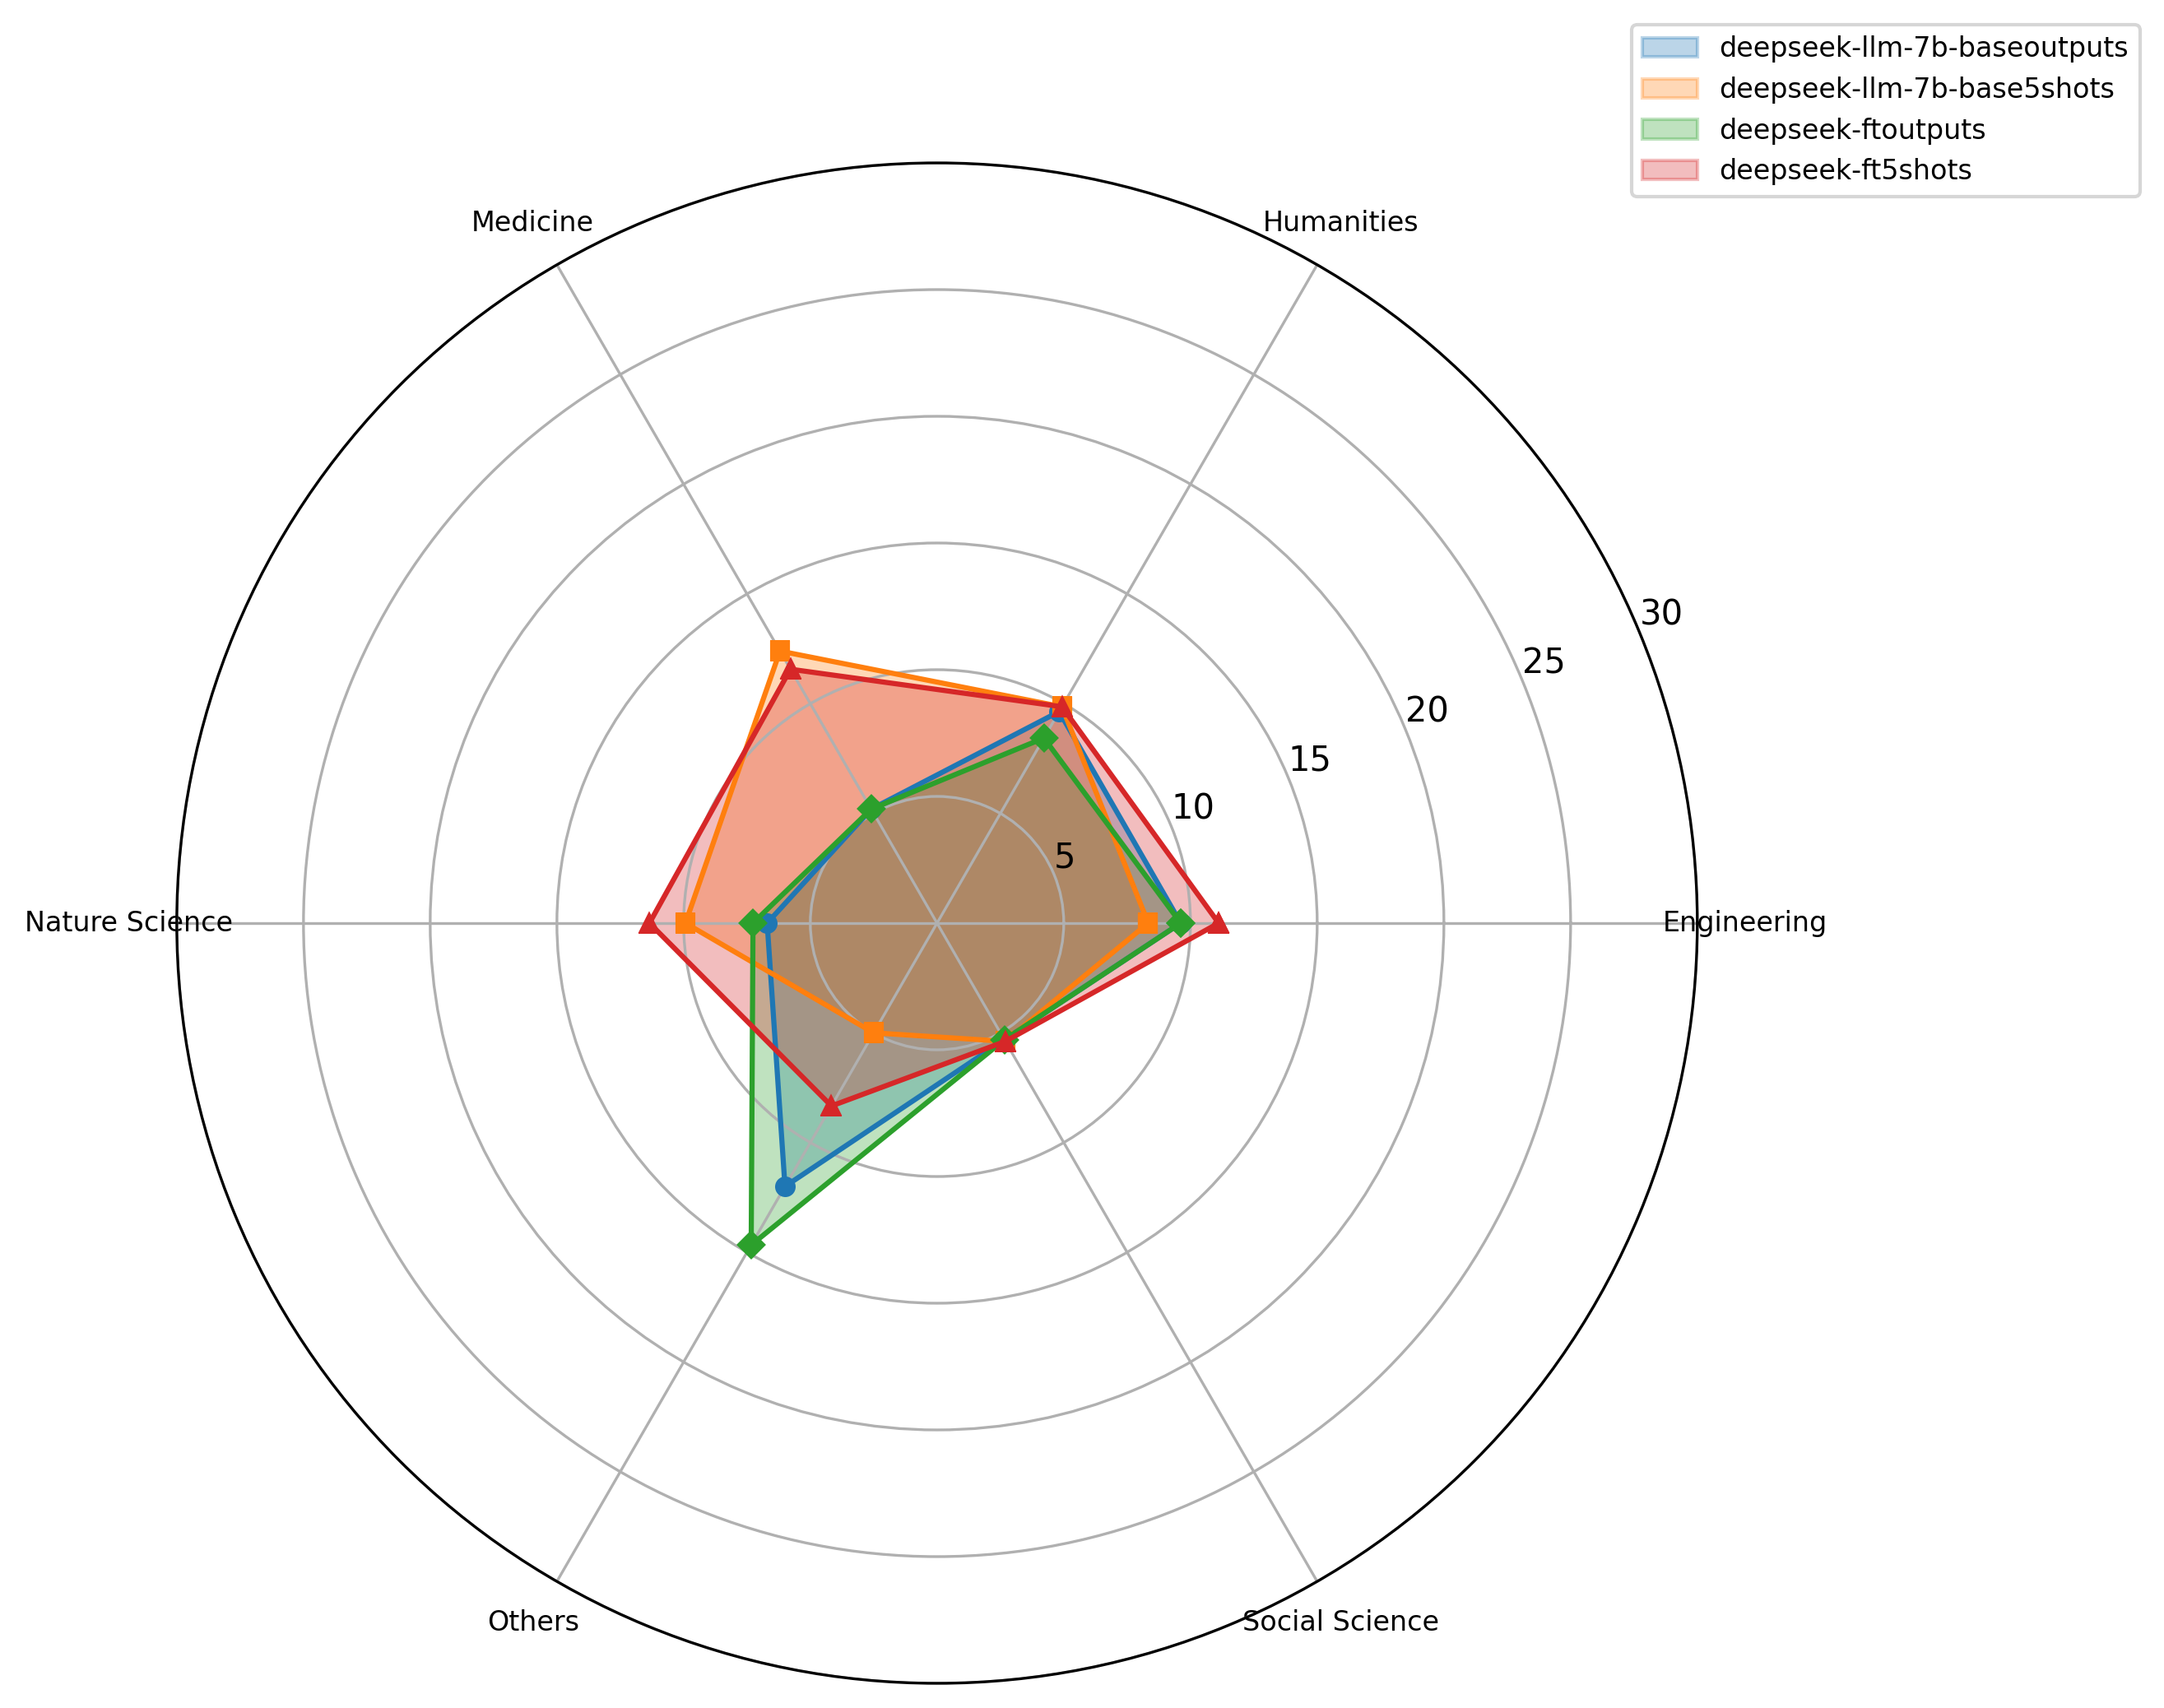 deepseek-llm-7b-baseoutputs
deepseek-llm-7b-base5shots
deepseek-ftoutputs
deepseek-ft5shots
Medicine
Humanities
30
25
20
15
10
5
Nature Science
Engineering
Others
Social Science